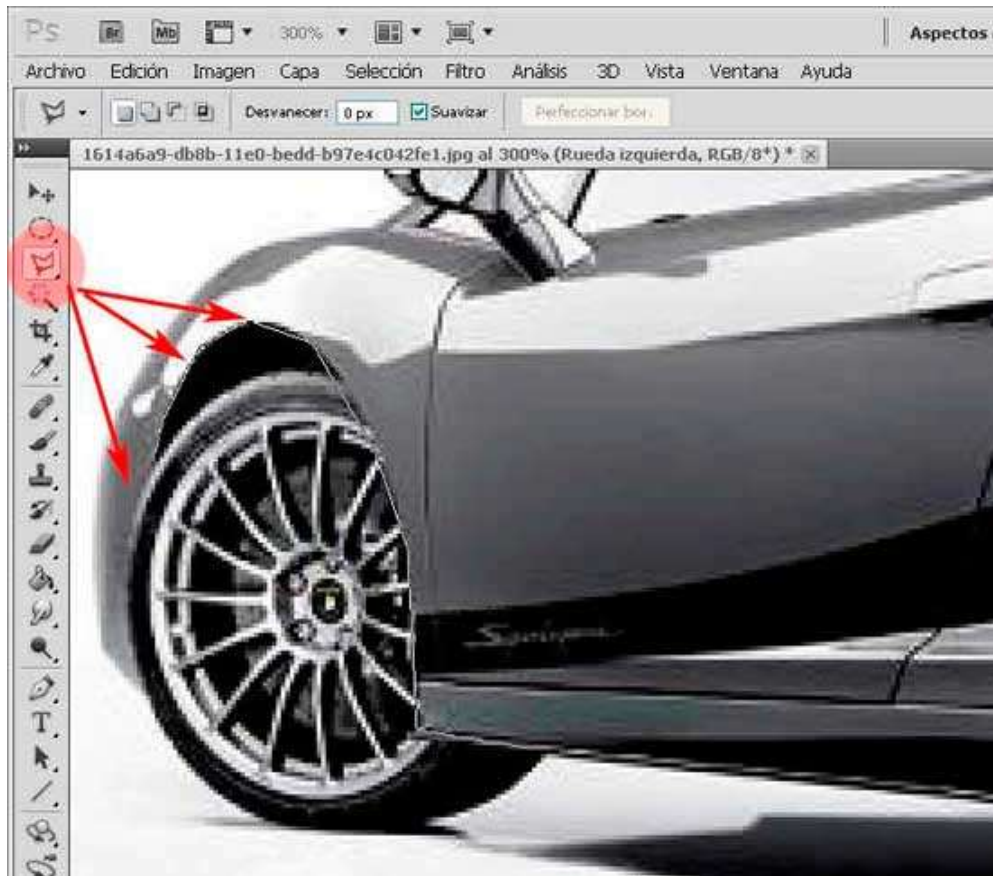 Ps Br Mb 300% Aspectos
Archivo Edición Imagen Capa Selección Filtro Análisis 3D Vista Ventana Ayuda
Desvanecer: 0 px Suavizar Perfeccionar bor.
1614a6a9-db8b-11e0-bedd-b97e4c042fe1.jpg al 300% (Rueda izquierda, RGB/8*) *
T